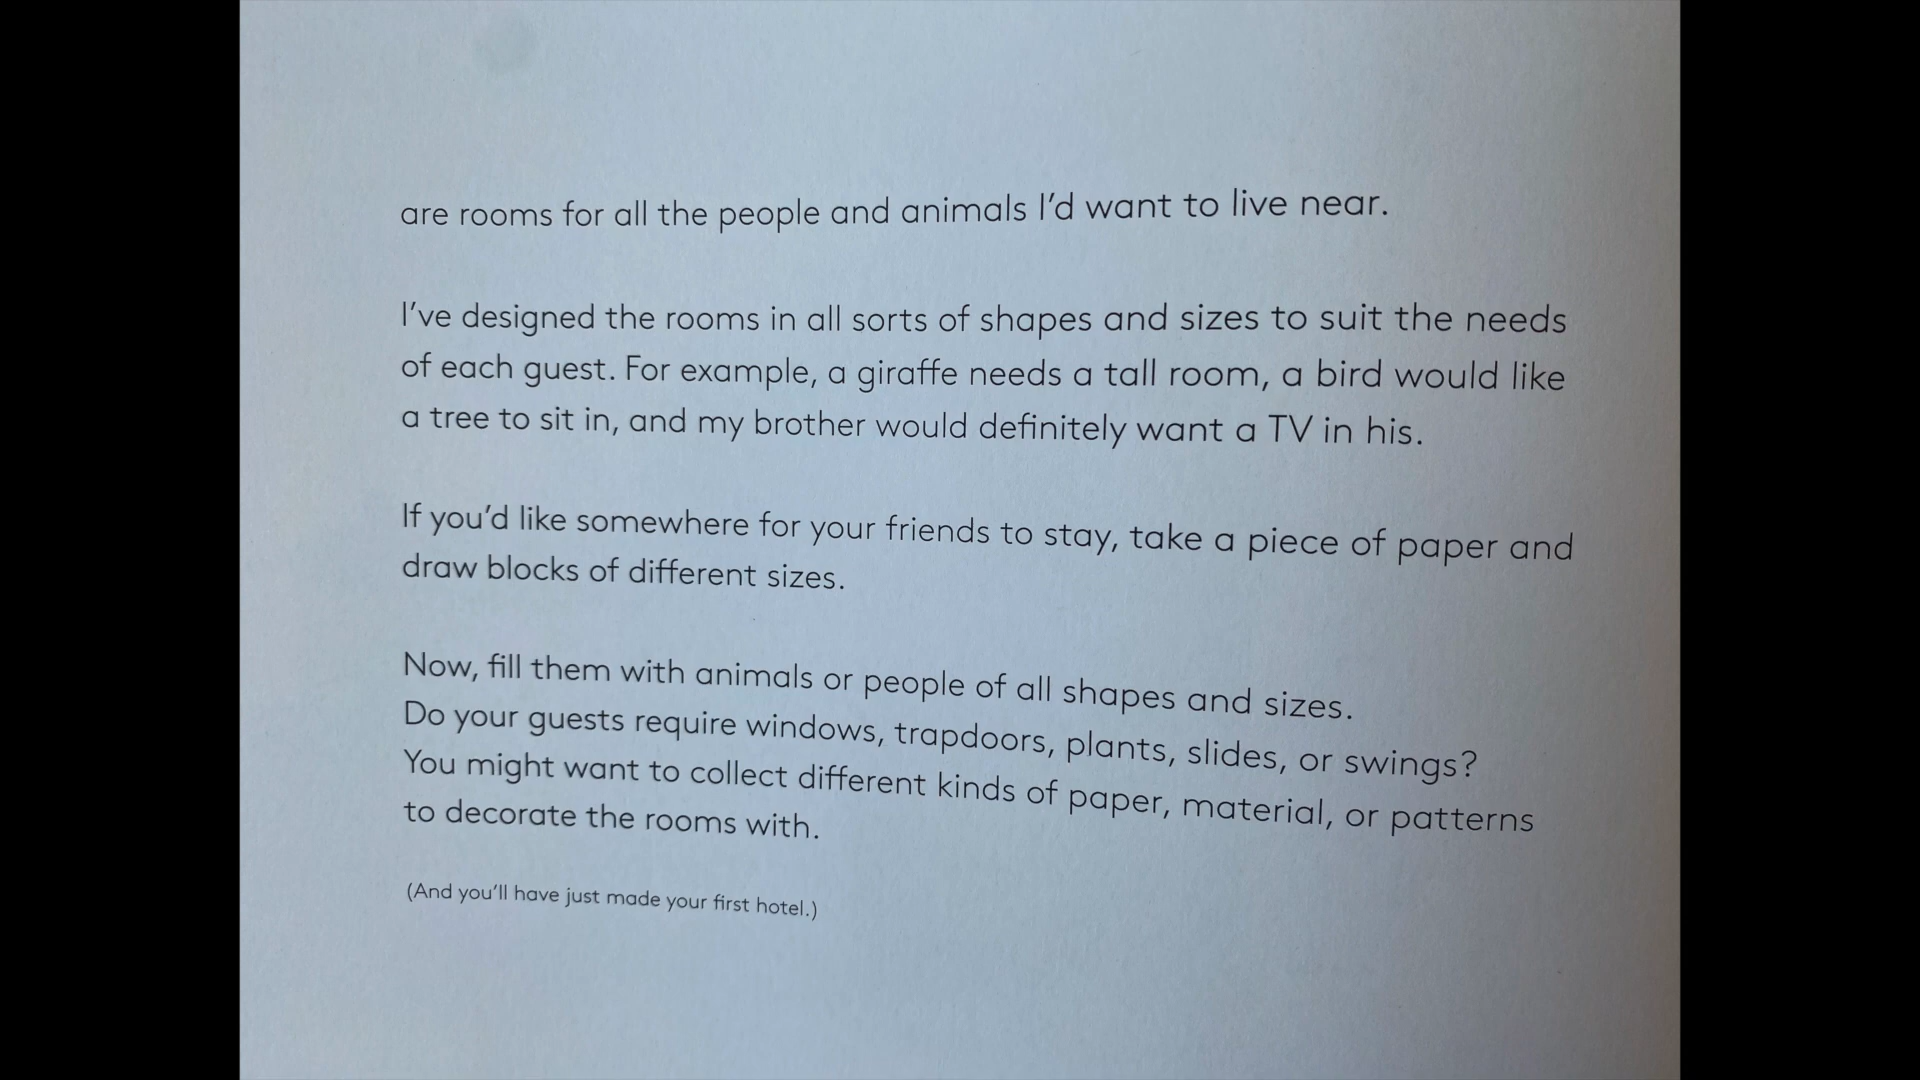 are rooms for all the people and animals I’d want to live near.
I’ve designed the rooms in all sorts of shapes and sizes to suit the needs
of each guest. For example, a giraffe needs a tall room, a bird would like
a tree to sit in, and my brother would definitely want a TV in his.
If you’d like somewhere for your friends to stay, take a piece of paper and
draw blocks of different sizes.
Now, fill them with animals or people of all shapes and sizes.
Do your guests require windows, trapdoors, plants, slides, or swings?
You might want to collect different kinds of paper, material, or patterns
to decorate the rooms with.
(And you’ll have just made your first hotel.)